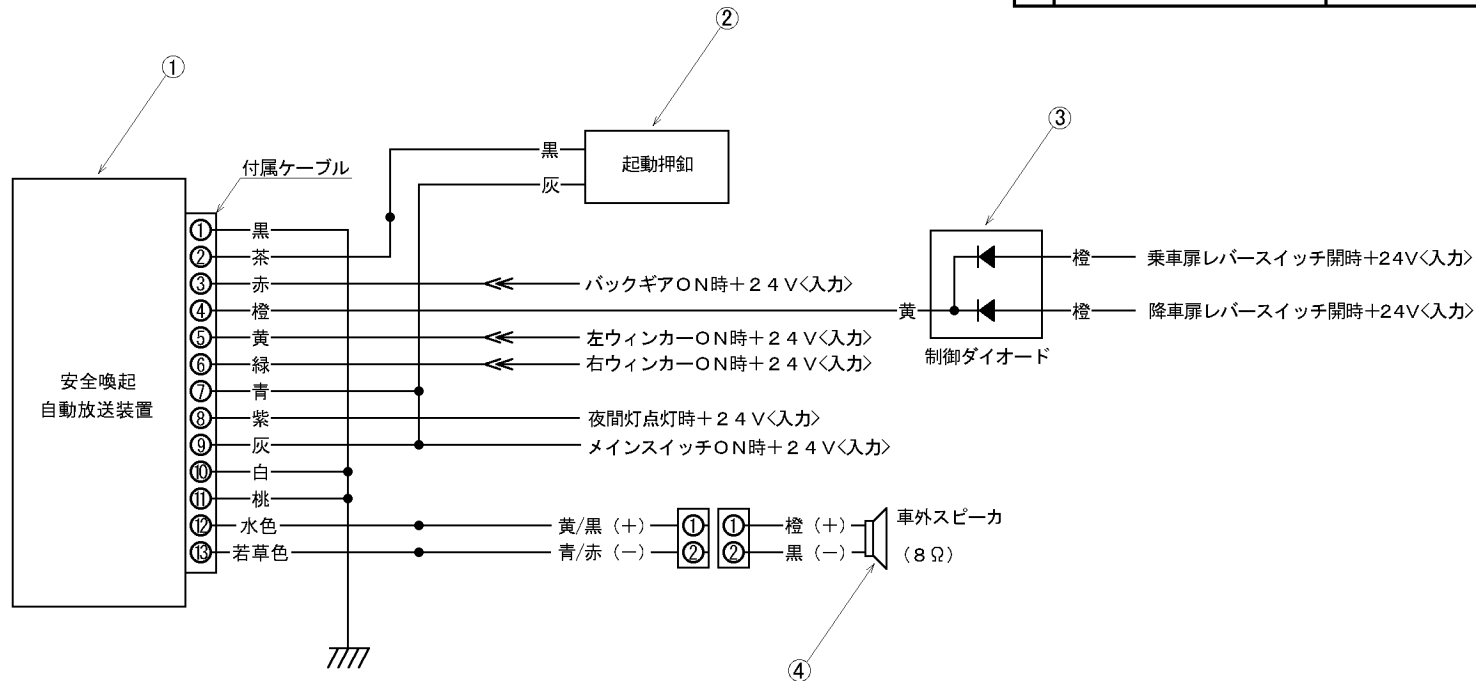 ②
①
③
付属ケーブル
黒
起動押釦
灰
① 黒
② 茶
③ 赤 バックギアON時+24V<入力>
④ 橙 黄
橙 乗車扉レバースイッチ開時+24V<入力>
橙 降車扉レバースイッチ開時+24V<入力>
制御ダイオード
⑤ 黄 左ウィンカーON時+24V<入力>
⑥ 緑 右ウィンカーON時+24V<入力>
安全喚起
自動放送装置
⑦ 青
⑧ 紫 夜間灯点灯時+24V<入力>
⑨ 灰 メインスイッチON時+24V<入力>
⑩ 白
⑪ 桃
⑫ 水色 黄/黒 (+) ① ① 橙 (+) 車外スピーカ
⑬ 若草色 青/赤 (−) ② ② 黒 (−) (8Ω)
④